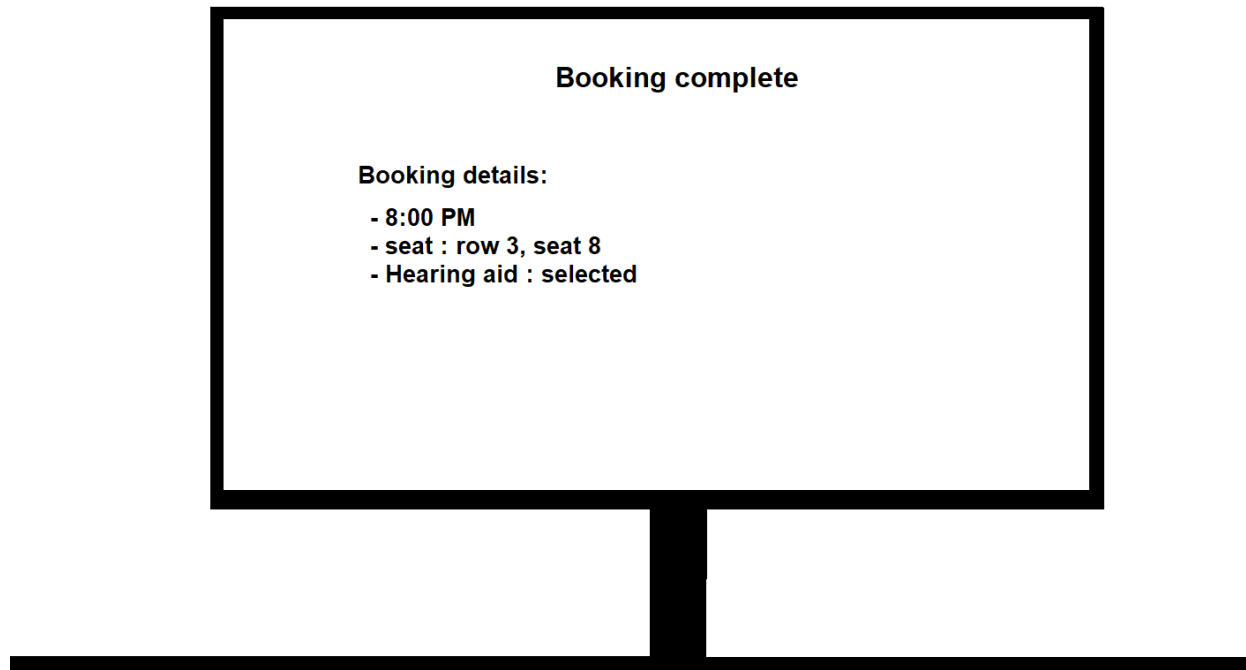 Booking complete
Booking details:
- 8:00 PM
- seat : row 3, seat 8
- Hearing aid : selected